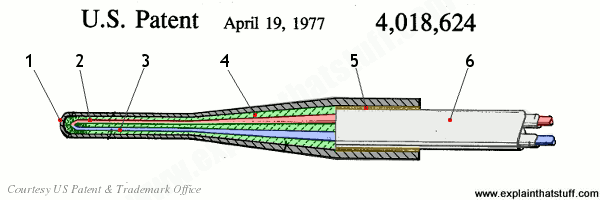 U.S. Patent April 19, 1977 4,018,624
1 2 3 4 5 6
Courtesy US Patent & Trademark Office
www.explainthatstuff.com